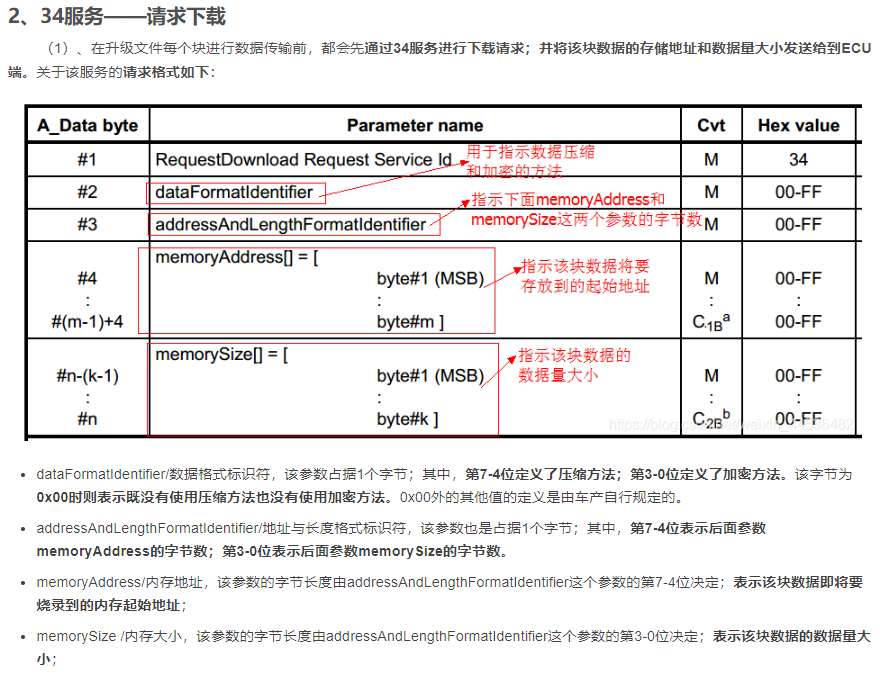 2、34服务——请求下载
（1）、在升级文件每个块进行数据传输前，都会先通过34服务进行下载请求；并将该块数据的存储地址和数据量大小发送给到ECU
端。关于该服务的请求格式如下：
A_Data byte Parameter name Cvt Hex value
#1 RequestDownload Request Service Id M 34
用于指示数据压缩
和加密的方法
#2 dataFormatIdentifier M 00-FF
指示下面memoryAddress和
#3 addressAndLengthFormatIdentifier memorySize这两个参数的字节数 M 00-FF
memoryAddress[] = [
#4 byte#1 (MSB) 指示该块数据将要 M 00-FF
: : 存放到的起始地址 : :
#(m-1)+4 byte#m ] C.1Bª 00-FF
memorySize[] = [ 指示该块数据的
#n-(k-1) byte#1 (MSB) 数据量大小 M 00-FF
: : : :
#n byte#k ] C.2Bᵇ 00-FF
• dataFormatIdentifier/数据格式标识符，该参数占据1个字节；其中，第7-4位定义了压缩方法；第3-0位定义了加密方法。该字节为
0x00时则表示既没有使用压缩方法也没有使用加密方法。0x00外的其他值的定义是由车产自行规定的。
• addressAndLengthFormatIdentifier/地址与长度格式标识符，该参数也是占据1个字节；其中，第7-4位表示后面参数
memoryAddress的字节数；第3-0位表示后面参数memorySize的字节数。
• memoryAddress/内存地址，该参数的字节长度由addressAndLengthFormatIdentifier这个参数的第7-4位决定；表示该块数据即将要
烧录到的内存起始地址；
• memorySize /内存大小，该参数的字节长度由addressAndLengthFormatIdentifier这个参数的第3-0位决定；表示该块数据的数据量大
小；